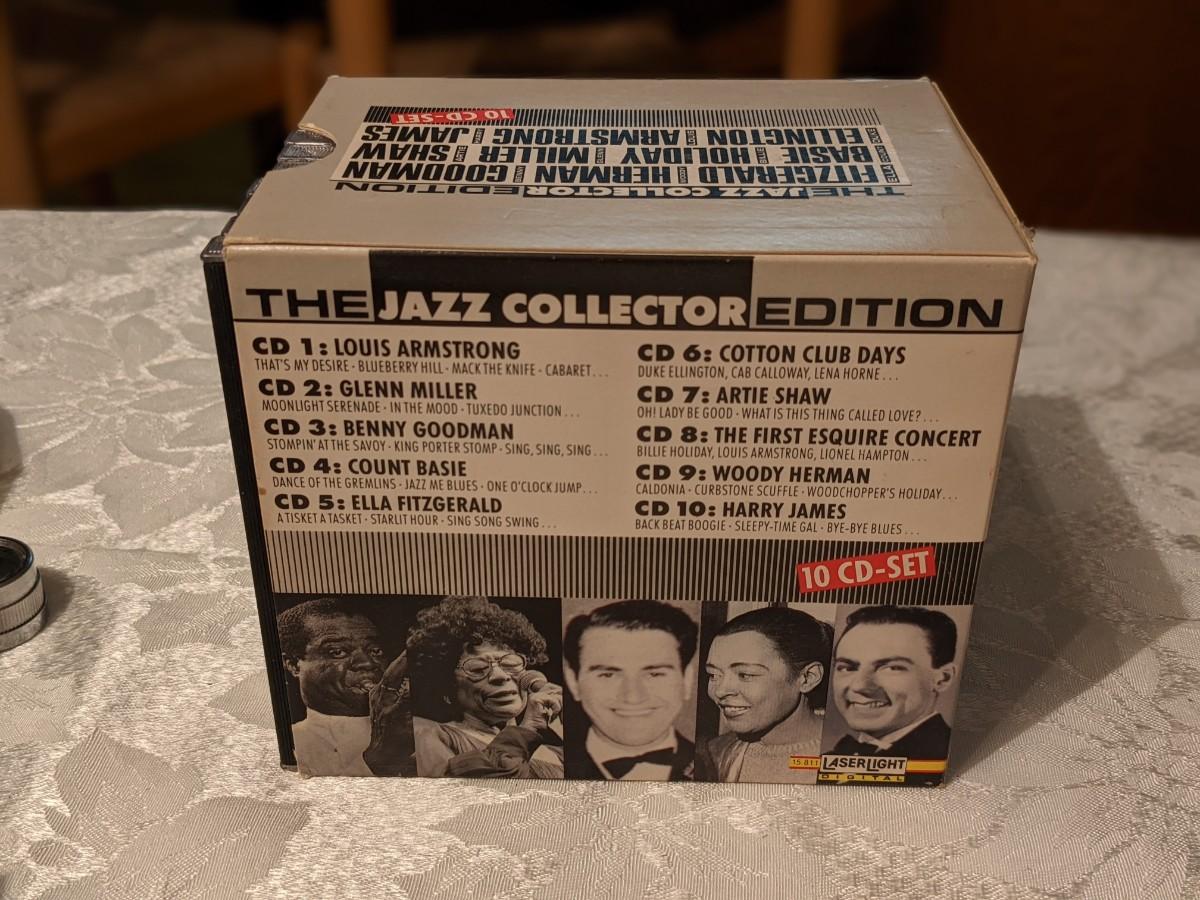 10 CD-SET
ELLINGTON ARMSTRONG JAMES
BASIE HOLIDAY MILLER SHAW
FITZGERALD HERMAN GOODMAN
THE JAZZ COLLECTOR EDITION
THE JAZZ COLLECTOR EDITION
CD 1: LOUIS ARMSTRONG
THAT'S MY DESIRE - BLUEBERRY HILL - MACK THE KNIFE - CABARET...
CD 2: GLENN MILLER
MOONLIGHT SERENADE - IN THE MOOD - TUXEDO JUNCTION ...
CD 3: BENNY GOODMAN
STOMPIN' AT THE SAVOY - KING PORTER STOMP - SING, SING, SING ...
CD 4: COUNT BASIE
DANCE OF THE GREMLINS - JAZZ ME BLUES - ONE O'CLOCK JUMP...
CD 5: ELLA FITZGERALD
A TISKET A TASKET - STARLIT HOUR - SING SONG SWING ...
CD 6: COTTON CLUB DAYS
DUKE ELLINGTON, CAB CALLOWAY, LENA HORNE ...
CD 7: ARTIE SHAW
OH! LADY BE GOOD - WHAT IS THIS THING CALLED LOVE? ...
CD 8: THE FIRST ESQUIRE CONCERT
BILLIE HOLIDAY, LOUIS ARMSTRONG, LIONEL HAMPTON ...
CD 9: WOODY HERMAN
CALDONIA - CURBSTONE SCUFFLE - WOODCHOPPER'S HOLIDAY...
CD 10: HARRY JAMES
BACK BEAT BOOGIE - SLEEPY-TIME GAL - BYE-BYE BLUES ...
10 CD-SET
15 811
LASERLIGHT
DIGITAL